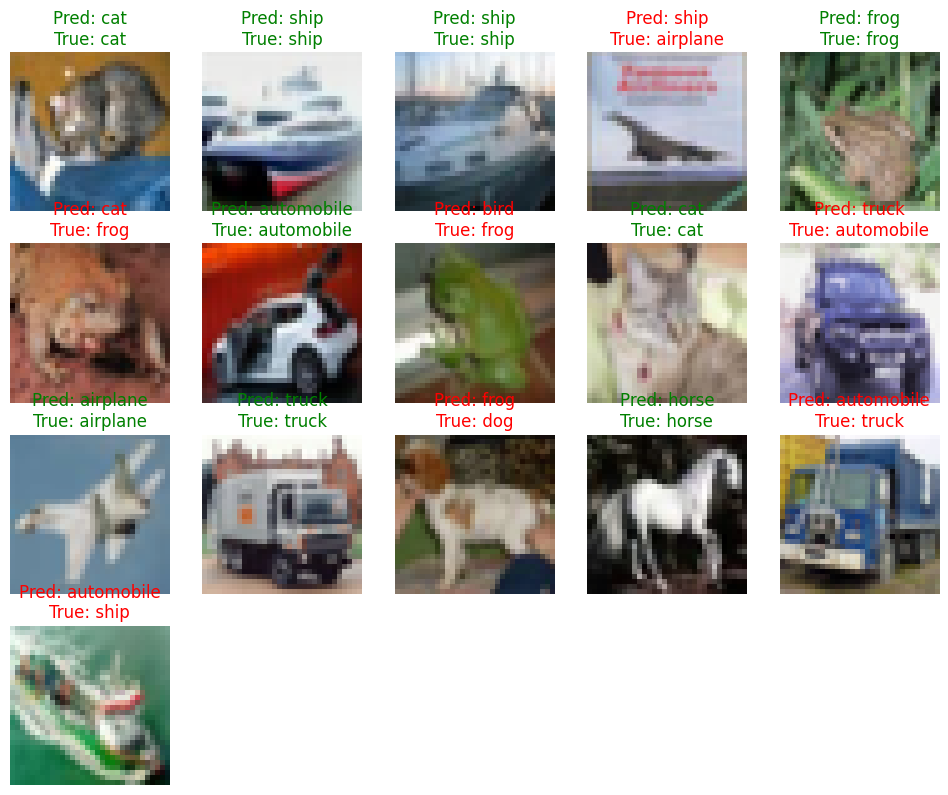 Pred: cat
True: cat
Pred: ship
True: ship
Pred: ship
True: ship
Pred: ship
True: airplane
Pred: frog
True: frog
Pred: cat
True: frog
Pred: automobile
True: automobile
Pred: bird
True: frog
Pred: cat
True: cat
Pred: truck
True: automobile
Pred: airplane
True: airplane
Pred: truck
True: truck
Pred: frog
True: dog
Pred: horse
True: horse
Pred: automobile
True: truck
Pred: automobile
True: ship